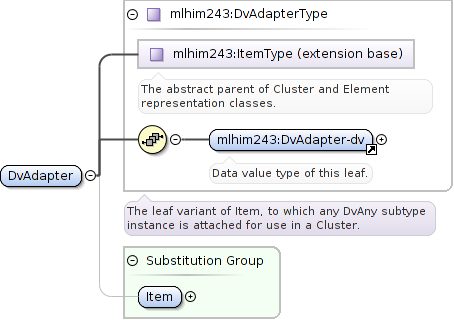 mlhim243:DvAdapterType
mlhim243:ItemType (extension base)
The abstract parent of Cluster and Element
representation classes.
mlhim243:DvAdapter-dv
Data value type of this leaf.
DvAdapter
The leaf variant of Item, to which any DvAny subtype
instance is attached for use in a Cluster.
Substitution Group
Item